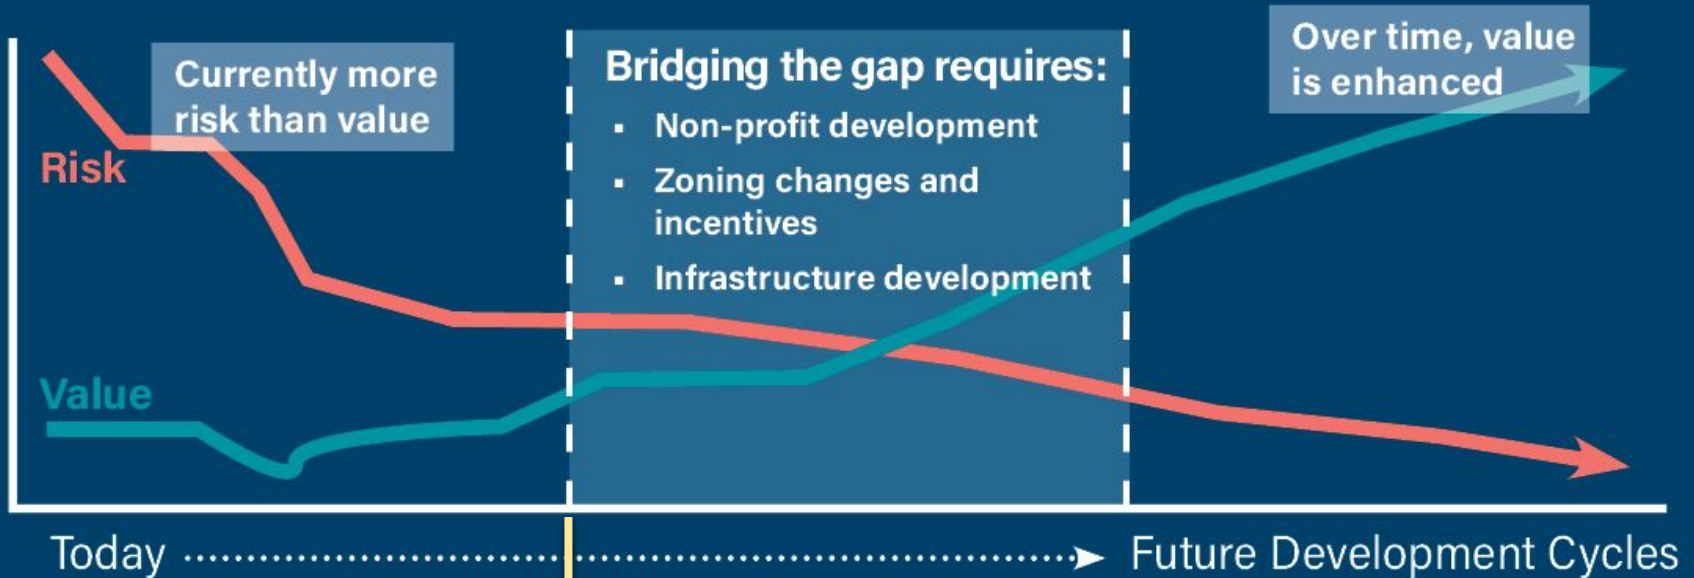 Currently more
risk than value
Risk
Value
Bridging the gap requires:
▪ Non-profit development
▪ Zoning changes and
incentives
▪ Infrastructure development
Over time, value
is enhanced
Today
Future Development Cycles